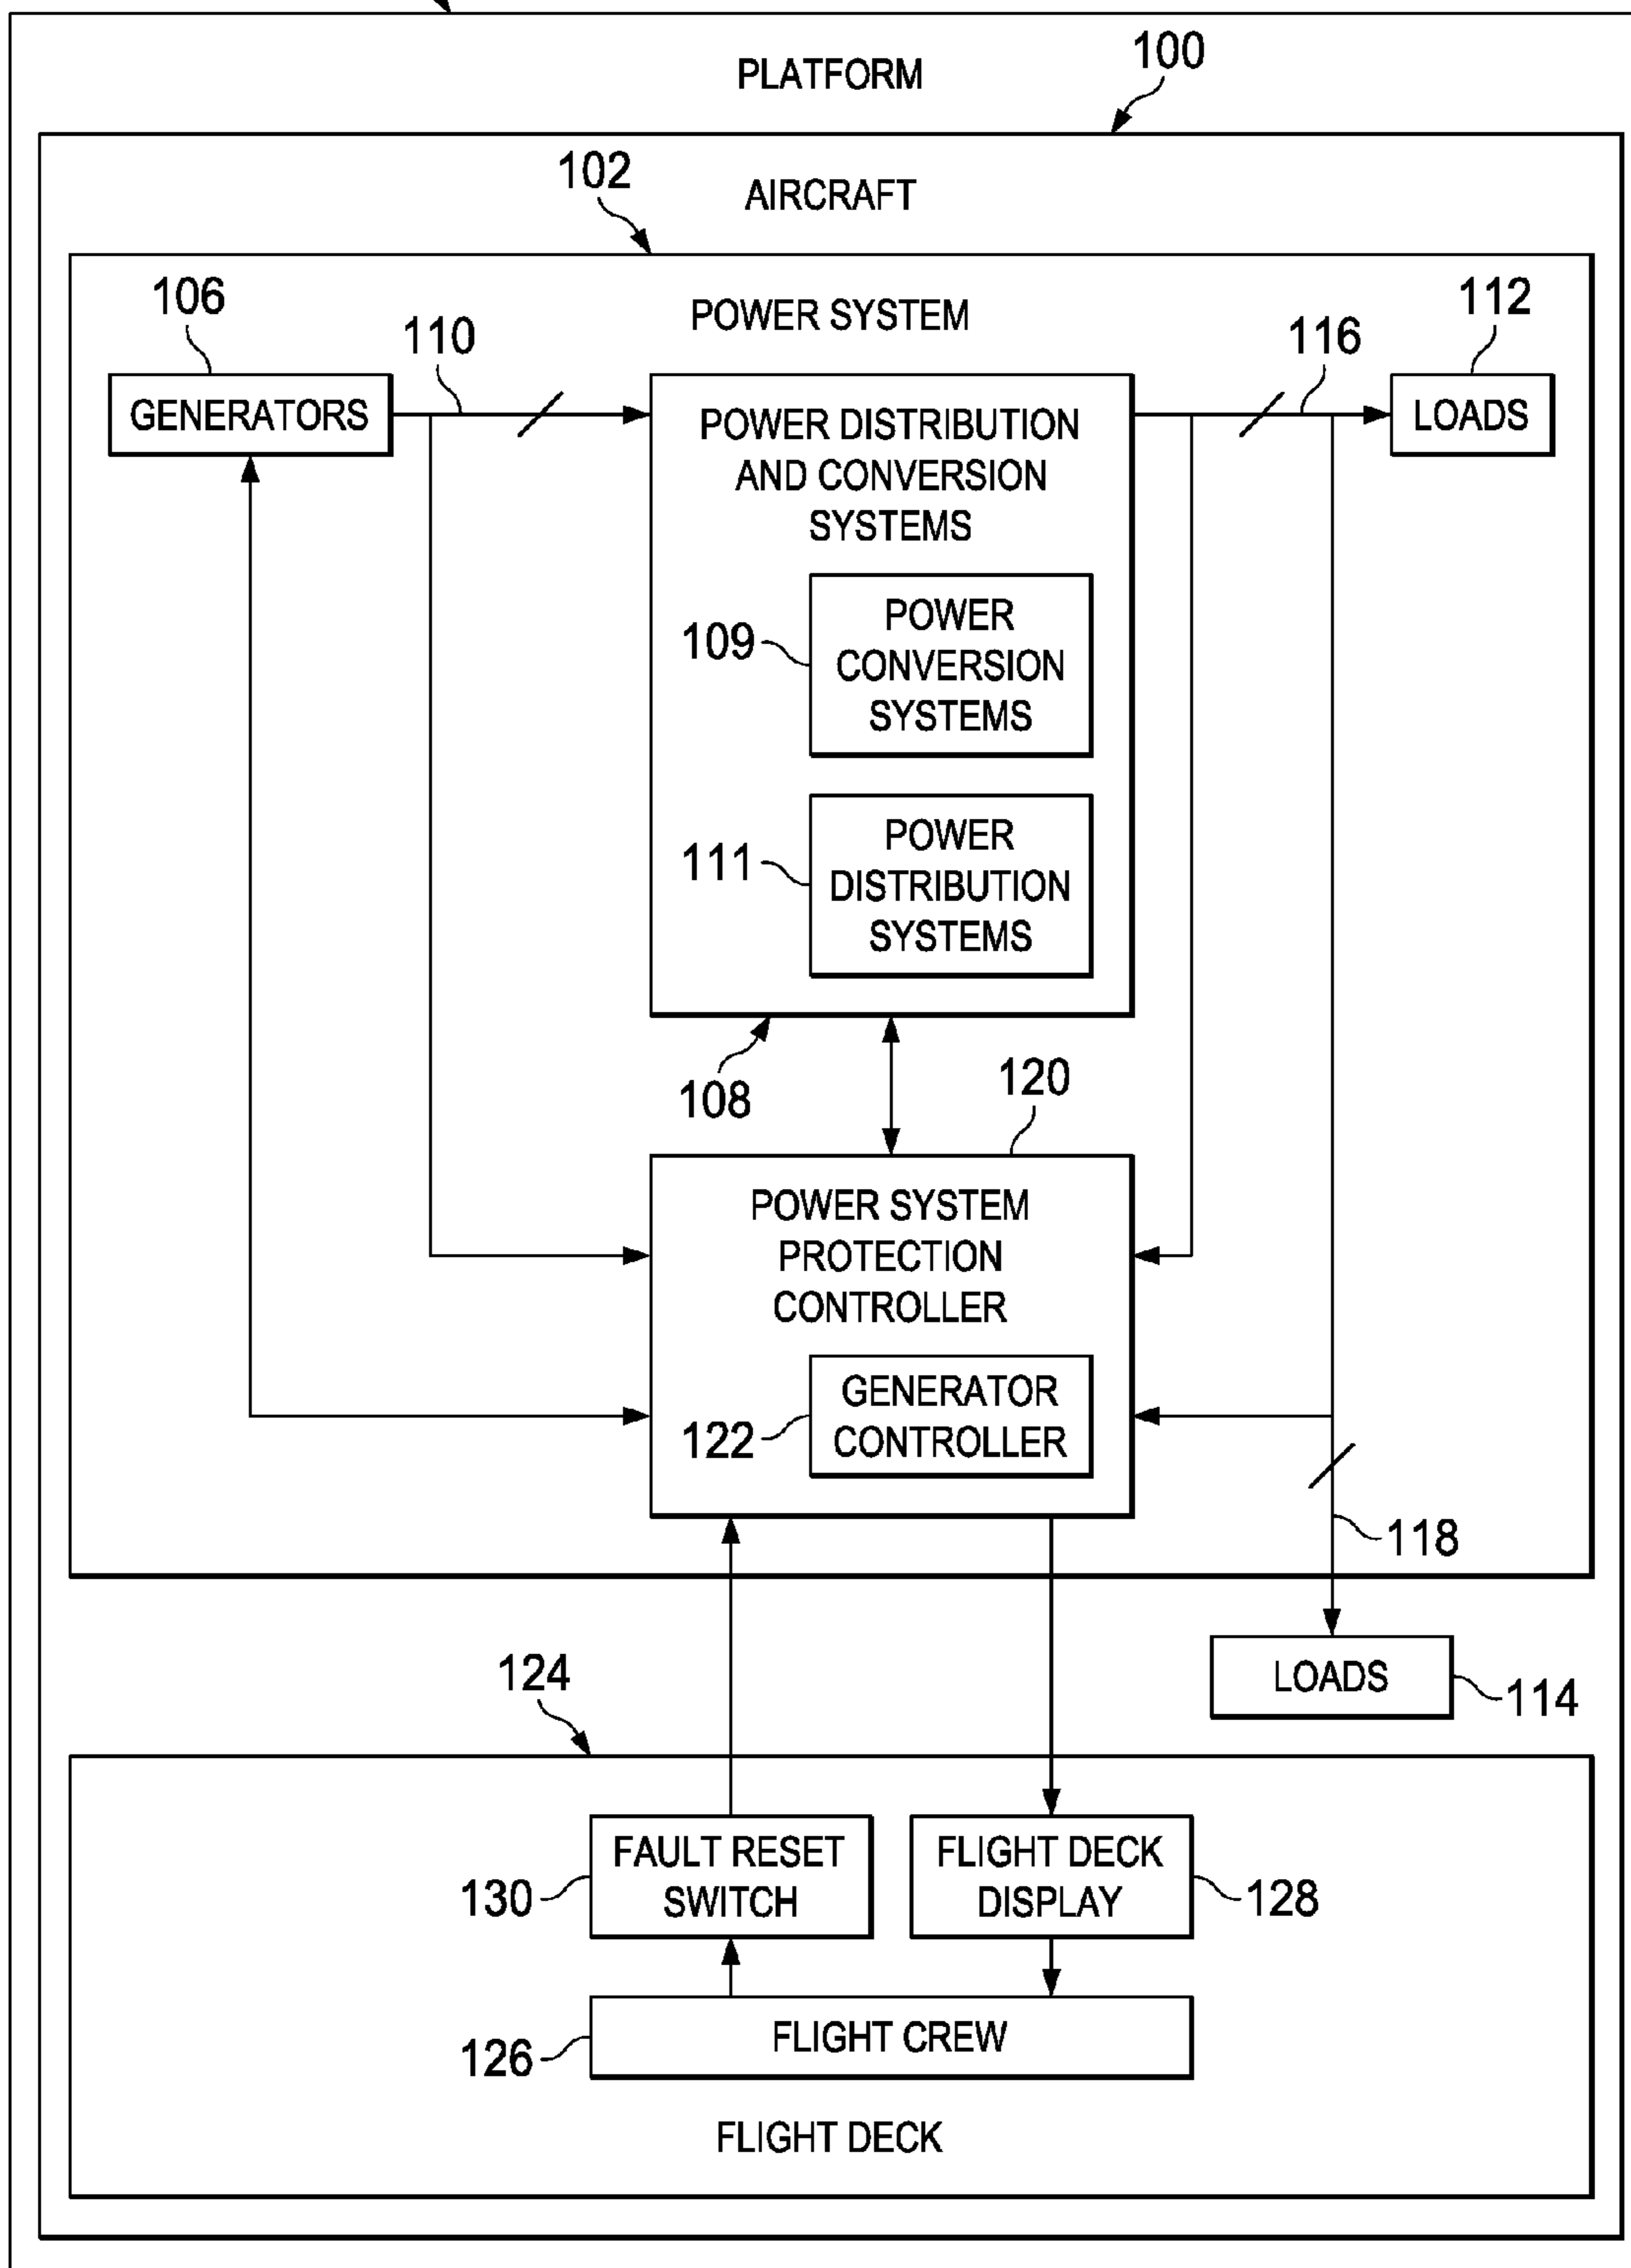 PLATFORM
100
AIRCRAFT
102
POWER SYSTEM
106
110
116
112
GENERATORS
POWER DISTRIBUTION
AND CONVERSION
SYSTEMS
LOADS
109
POWER
CONVERSION
SYSTEMS
111
POWER
DISTRIBUTION
SYSTEMS
108
120
POWER SYSTEM
PROTECTION
CONTROLLER
122
GENERATOR
CONTROLLER
118
LOADS
114
124
FAULT RESET
SWITCH
130
FLIGHT DECK
DISPLAY
128
FLIGHT CREW
126
FLIGHT DECK